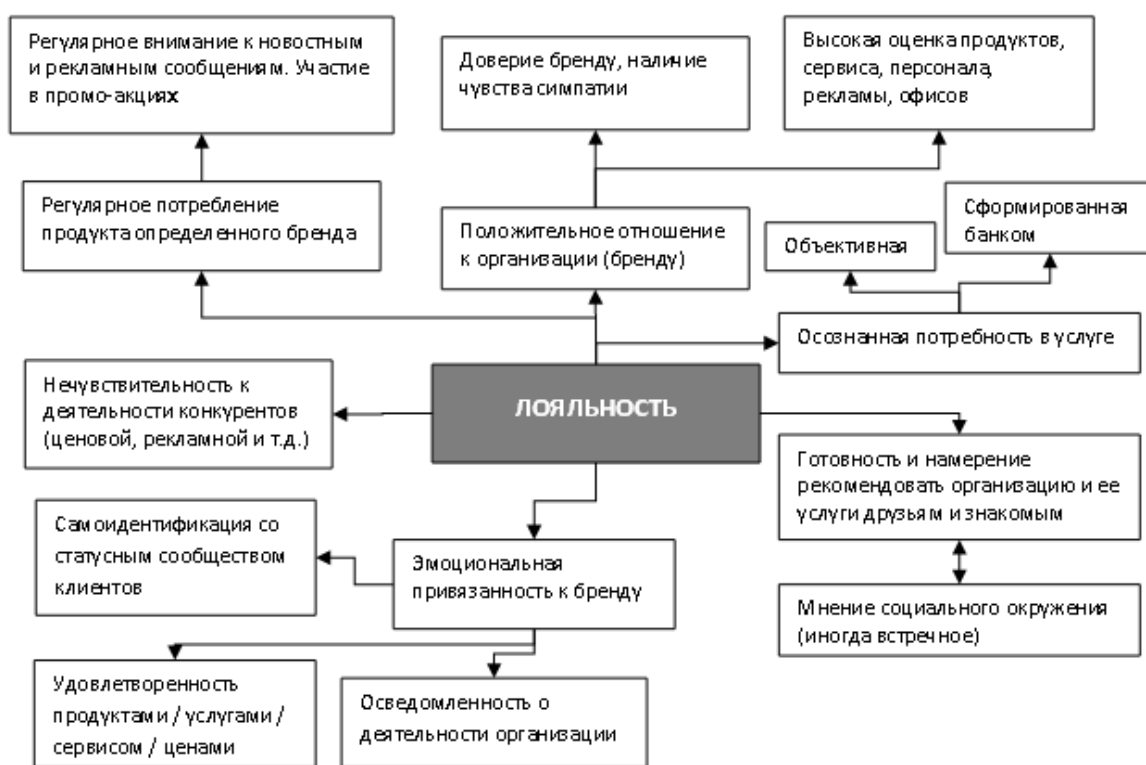 Регулярное внимание к новостным
и рекламным сообщениям. Участие
в промо-акциях
Доверие бренду, наличие
чувства симпатии
Высокая оценка продуктов,
сервиса, персонала,
рекламы, офисов
Регулярное потребление
продукта определенного бренда
Положительное отношение
к организации (бренду)
Объективная
Сформированная
банком
Осознанная потребность в услуге
Нечувствительность к
деятельности конкурентов
(ценовой, рекламной и т.д.)
ЛОЯЛЬНОСТЬ
Готовность и намерение
рекомендовать организацию и ее
услуги друзьям и знакомым
Самоидентификация со
статусным сообществом
клиентов
Эмоциональная
привязанность к бренду
Мнение социального окружения
(иногда встречное)
Удовлетворенность
продуктами / услугами /
сервисом / ценами
Осведомленность о
деятельности организации